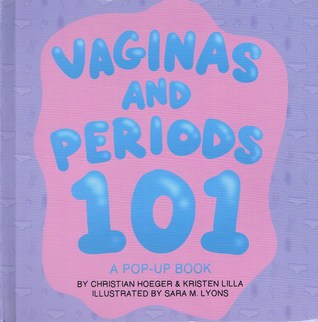 VAGINAS
AND
PERIODS
101
A POP-UP BOOK
BY CHRISTIAN HOEGER & KRISTEN LILLA
ILLUSTRATED BY SARA M. LYONS